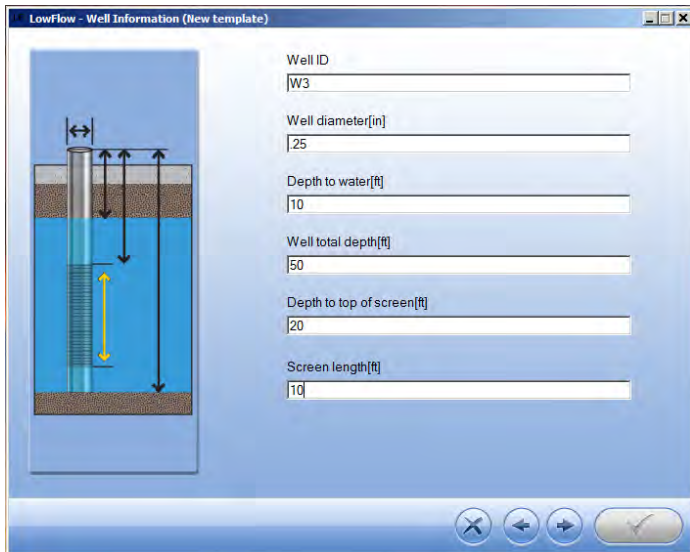 LowFlow - Well Information (New template)
Well ID
W3
Well diameter[in]
.25
Depth to water[ft]
10
Well total depth[ft]
50
Depth to top of screen[ft]
20
Screen length[ft]
10